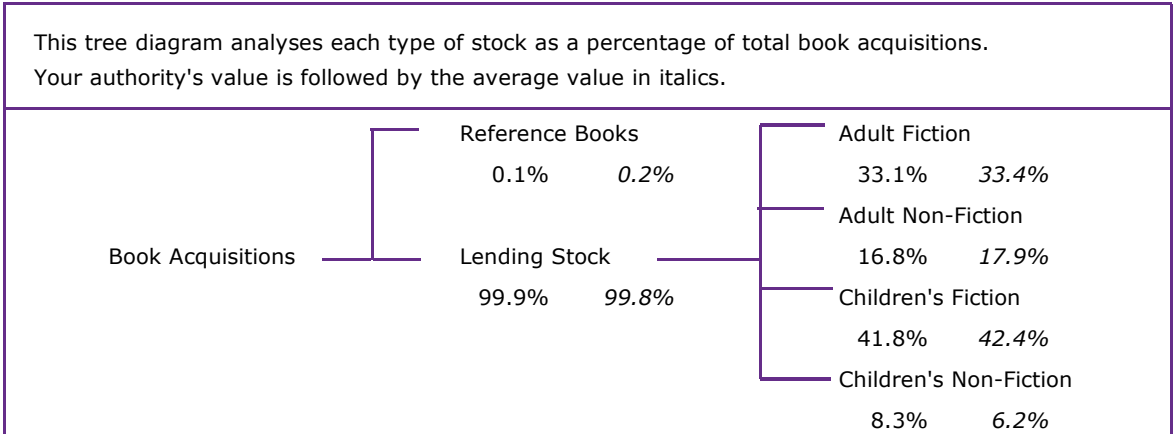 This tree diagram analyses each type of stock as a percentage of total book acquisitions.
Your authority's value is followed by the average value in italics.
Reference Books
0.1% 0.2%
Adult Fiction
33.1% 33.4%
Adult Non-Fiction
Book Acquisitions
Lending Stock
16.8% 17.9%
99.9% 99.8%
Children's Fiction
41.8% 42.4%
Children's Non-Fiction
8.3% 6.2%